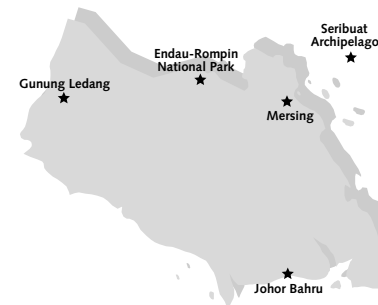 Seribuat
Archipelago
Endau-Rompin
National Park
Gunung Ledang
Mersing
Johor Bahru